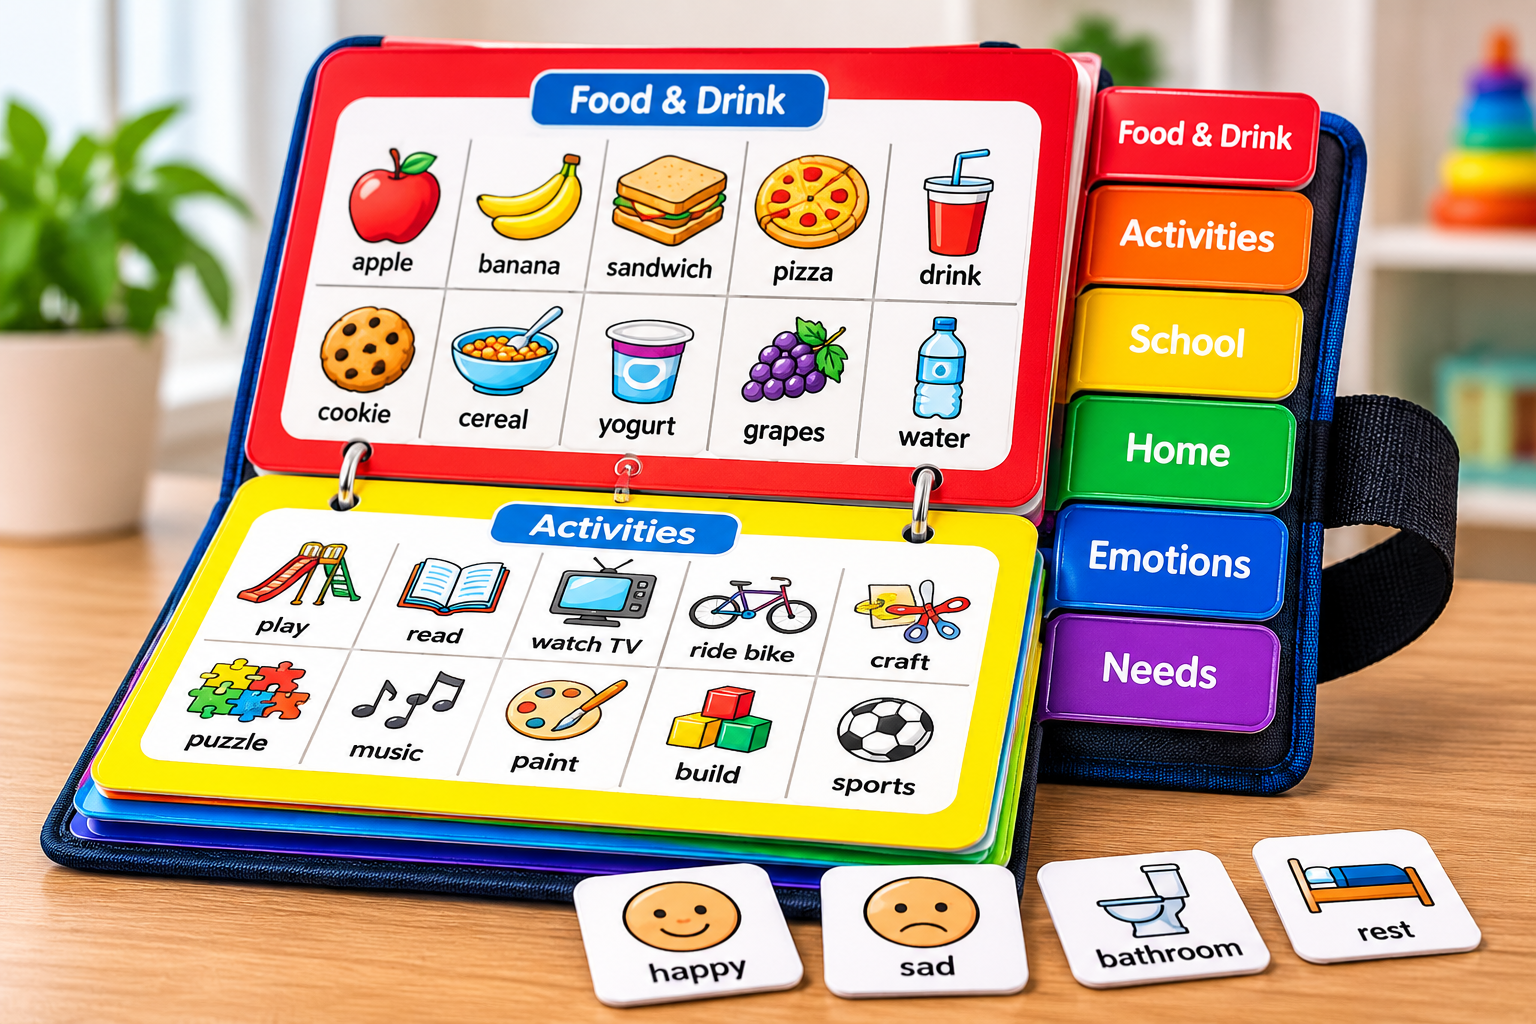 Food & Drink
apple
banana
sandwich
pizza
drink
cookie
cereal
yogurt
grapes
water
Activities
play
read
watch TV
ride bike
craft
puzzle
music
paint
build
sports
Food & Drink
Activities
School
Home
Emotions
Needs
happy
sad
bathroom
rest